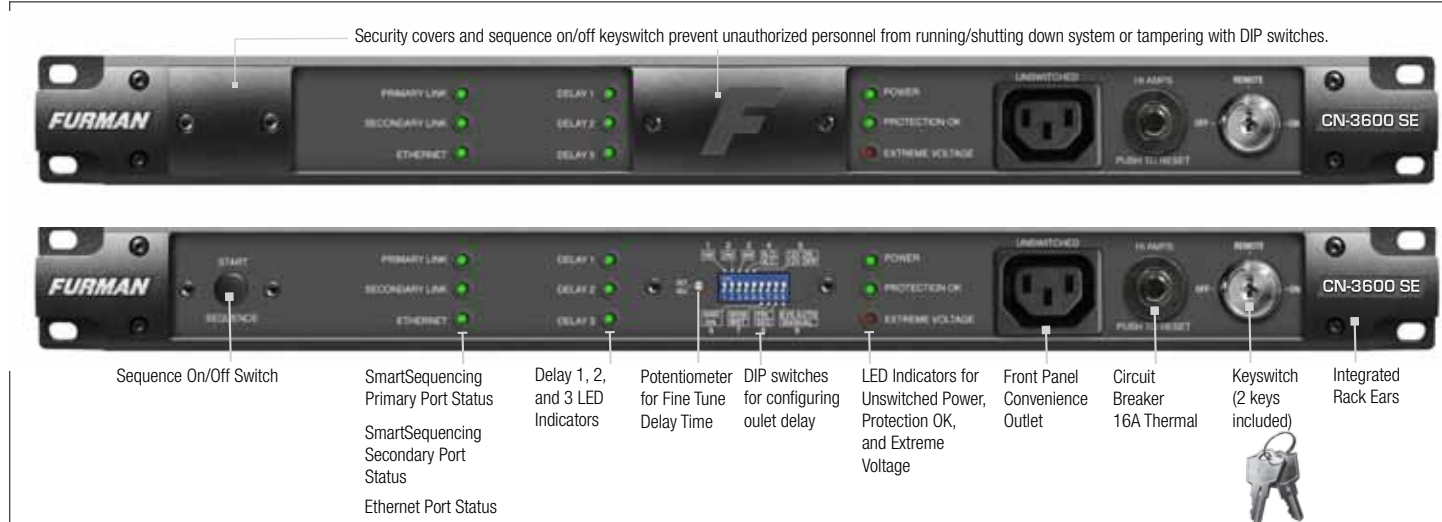 Security covers and sequence on/off keyswitch prevent unauthorized personnel from running/shutting down system or tampering with DIP switches.
FURMAN
PRIMARY LINK
SECONDARY LINK
ETHERNET
DELAY 1
DELAY 2
DELAY 3
F
POWER
PROTECTION OK
EXTREME VOLTAGE
UNSWITCHED
16 AMPS
PUSH TO RESET
REMOTE
OFF
ON
CN-3600 SE
FURMAN
START
SEQUENCE
PRIMARY LINK
SECONDARY LINK
ETHERNET
DELAY 1
DELAY 2
DELAY 3
1 2 3 4 5
POWER
PROTECTION OK
EXTREME VOLTAGE
UNSWITCHED
16 AMPS
PUSH TO RESET
REMOTE
OFF
ON
CN-3600 SE
Sequence On/Off Switch
SmartSequencing
Primary Port Status
SmartSequencing
Secondary Port
Status
Ethernet Port Status
Delay 1, 2,
and 3 LED
Indicators
Potentiometer
for Fine Tune
Delay Time
DIP switches
for configuring
oulet delay
LED Indicators for
Unswitched Power,
Protection OK,
and Extreme
Voltage
Front Panel
Convenience
Outlet
Circuit
Breaker
16A Thermal
Keyswitch
(2 keys
included)
Integrated
Rack Ears